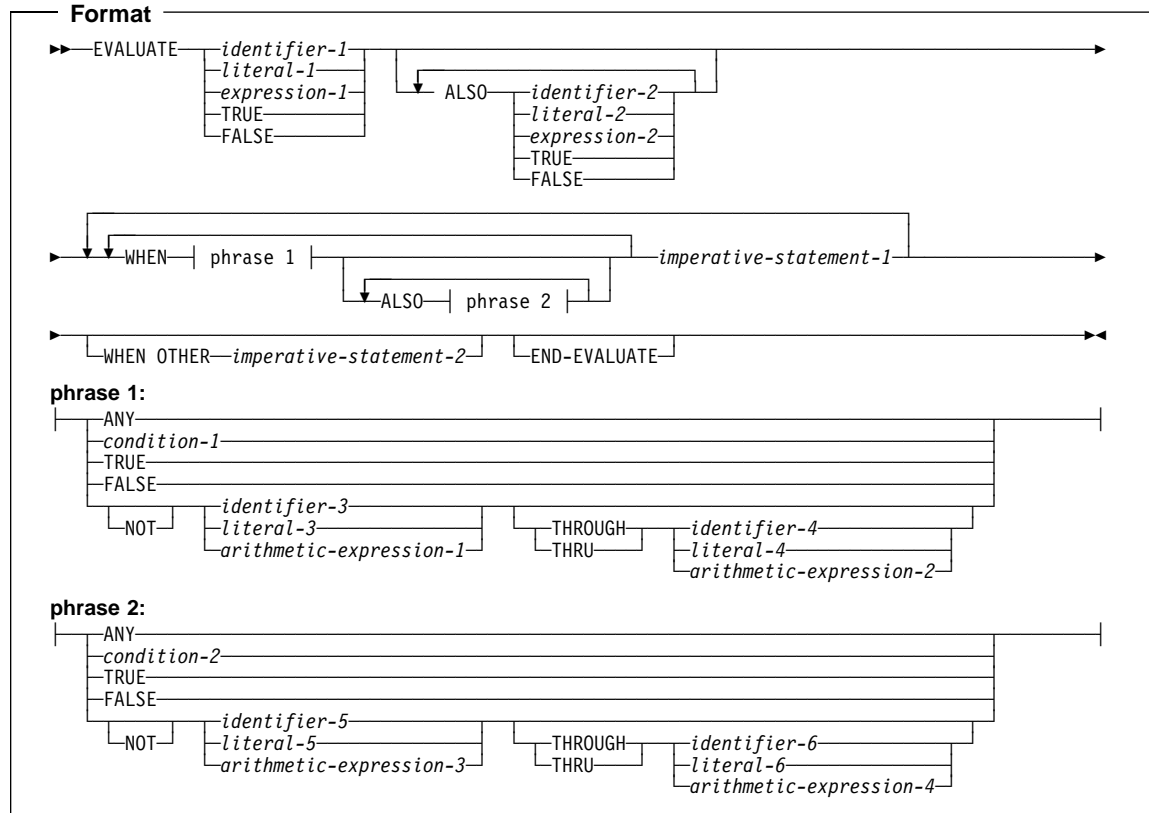 Format
EVALUATE identifier-1
literal-1 ALSO identifier-2
expression-1 literal-2
TRUE expression-2
FALSE TRUE
FALSE
WHEN phrase 1 imperative-statement-1
ALSO phrase 2
WHEN OTHER imperative-statement-2 END-EVALUATE
phrase 1:
ANY
condition-1
TRUE
FALSE
identifier-3
NOT literal-3 THROUGH identifier-4
arithmetic-expression-1 THRU literal-4
arithmetic-expression-2
phrase 2:
ANY
condition-2
TRUE
FALSE
identifier-5
NOT literal-5 THROUGH identifier-6
arithmetic-expression-3 THRU literal-6
arithmetic-expression-4